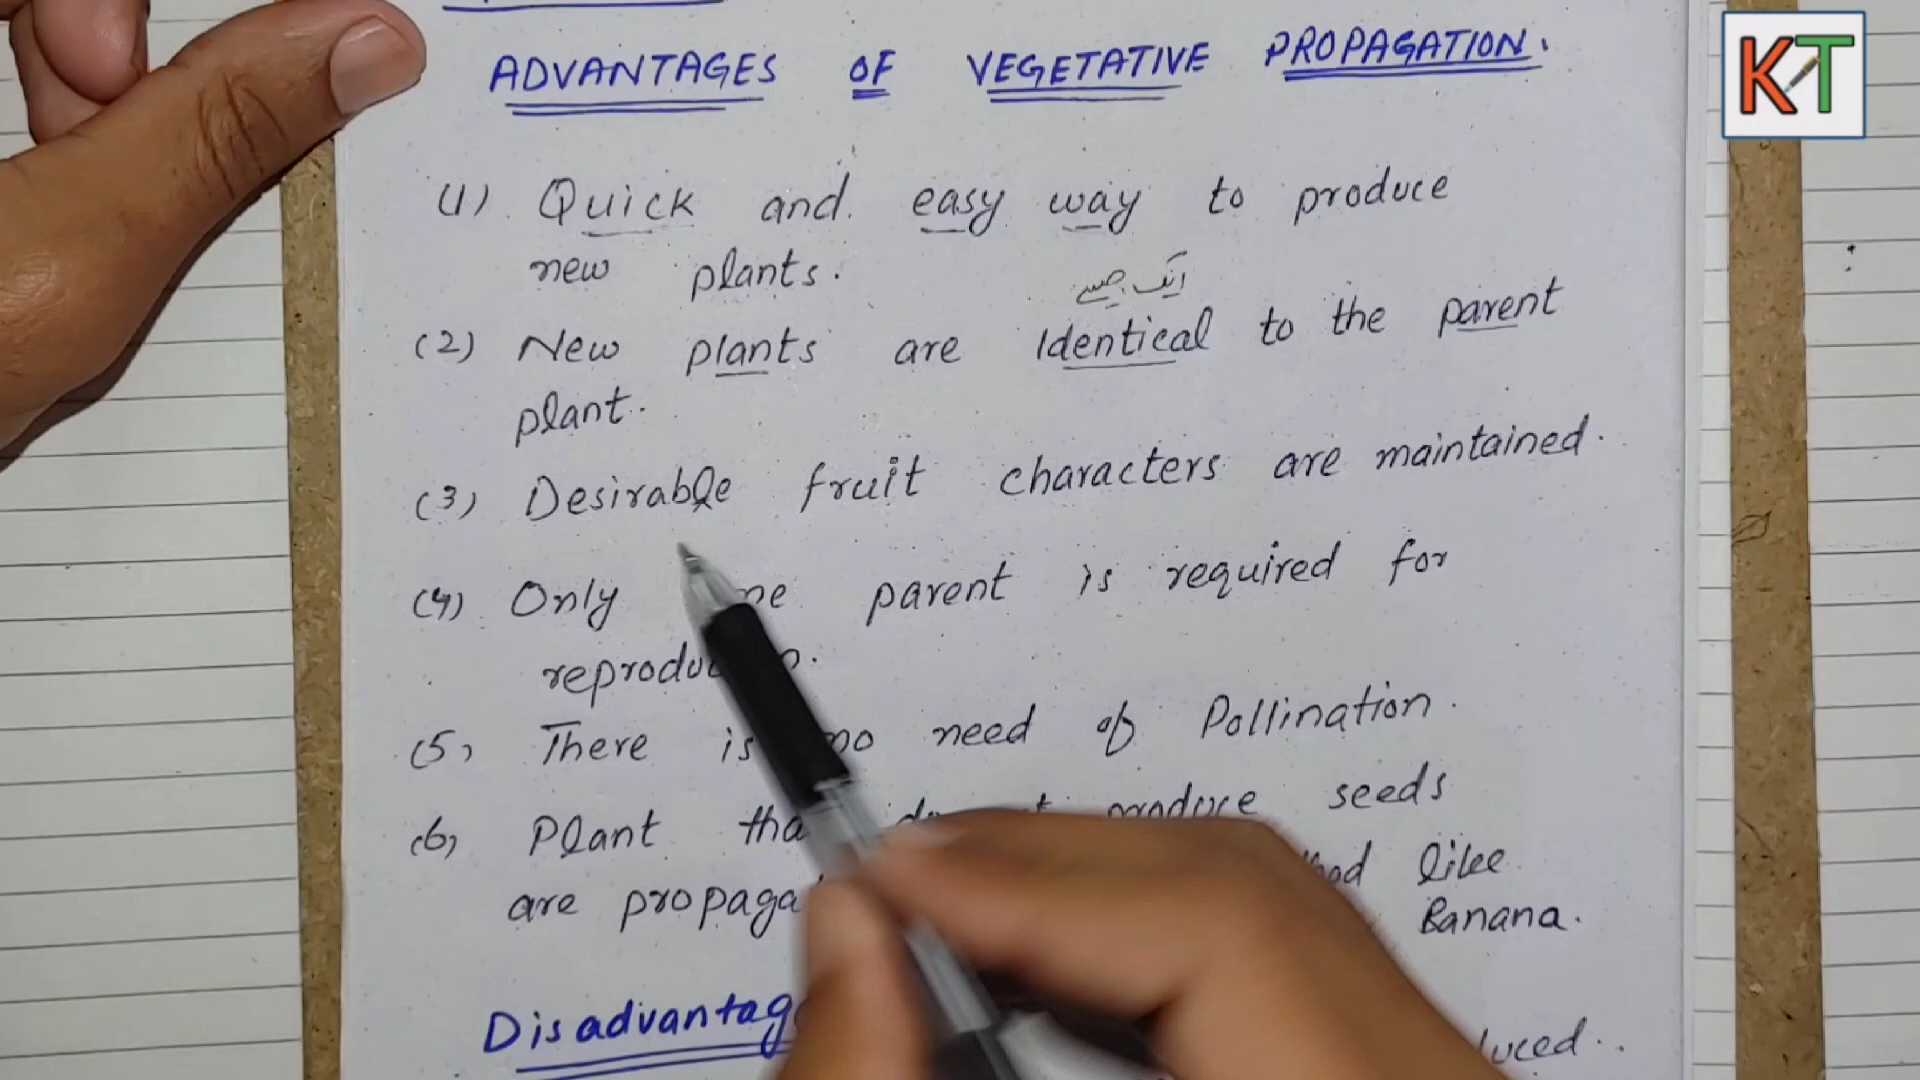 ADVANTAGES OF VEGETATIVE PROPAGATION.
KT
(1) Quick and easy way to produce
new plants.
ایک جیسے
(2) New plants are Identical to the parent
plant.
(3) Desirable fruit characters are maintained.
(4) Only parent is required for
(5) There is no need of Pollination.
(6) Plant produce seeds
are like
Banana.